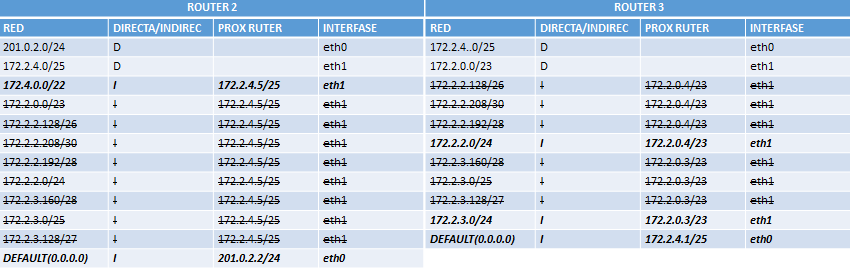 ROUTER 2 ROUTER 3
RED DIRECTA/INDIREC PROX RUTER INTERFASE RED DIRECTA/INDIREC PROX RUTER INTERFASE
201.0.2.0/24 D eth0 172.2.4..0/25 D eth0
172.2.4.0/25 D eth1 172.2.0.0/23 D eth1
172.4.0.0/22 I 172.2.4.5/25 eth1 172.2.2.128/26 I 172.2.0.4/23 eth1
172.2.0.0/23 I 172.2.4.5/25 eth1 172.2.2.208/30 I 172.2.0.4/23 eth1
172.2.2.128/26 I 172.2.4.5/25 eth1 172.2.2.192/28 I 172.2.0.4/23 eth1
172.2.2.208/30 I 172.2.4.5/25 eth1 172.2.2.0/24 I 172.2.0.4/23 eth1
172.2.2.192/28 I 172.2.4.5/25 eth1 172.2.3.160/28 I 172.2.0.3/23 eth1
172.2.2.0/24 I 172.2.4.5/25 eth1 172.2.3.0/25 I 172.2.0.3/23 eth1
172.2.3.160/28 I 172.2.4.5/25 eth1 172.2.3.128/27 I 172.2.0.3/23 eth1
172.2.3.0/25 I 172.2.4.5/25 eth1 172.2.3.0/24 I 172.2.0.3/23 eth1
172.2.3.128/27 I 172.2.4.5/25 eth1 DEFAULT(0.0.0.0) I 172.2.4.1/25 eth0
DEFAULT(0.0.0.0) I 201.0.2.2/24 eth0